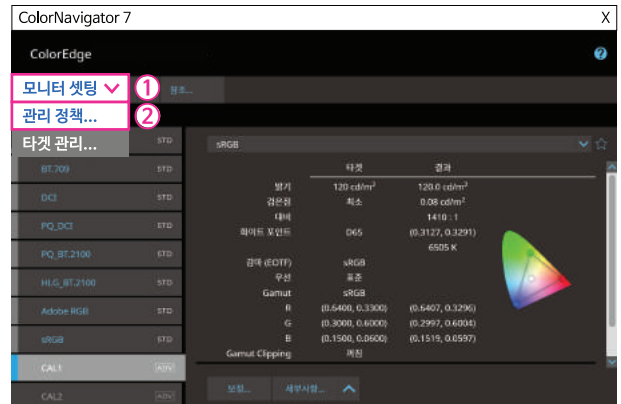 ColorNavigator 7 X
ColorEdge ?
모니터 셋팅 ① 참조...
관리 정책... ②
타겟 관리... STD
sRGB
타겟 결과
BT.709 STD
밝기 120 cd/m² 120.0 cd/m²
DCI STD
검은점 최소 0.08 cd/m²
대비 1410 : 1
PQ_DCI STD
화이트 포인트 D65 (0.3127, 0.3291)
6505 K
PQ_BT.2100 STD
감마 (EOTF) sRGB
우선 표준
HLG_BT.2100 STD
Gamut sRGB
Adobe RGB STD
R (0.6400, 0.3300) (0.6407, 0.3296)
G (0.3000, 0.6000) (0.2997, 0.6004)
sRGB STD
B (0.1500, 0.0600) (0.1519, 0.0597)
Gamut Clipping 꺼짐
CAL1 ADV
보정... 세부사항...
CAL2 ADV